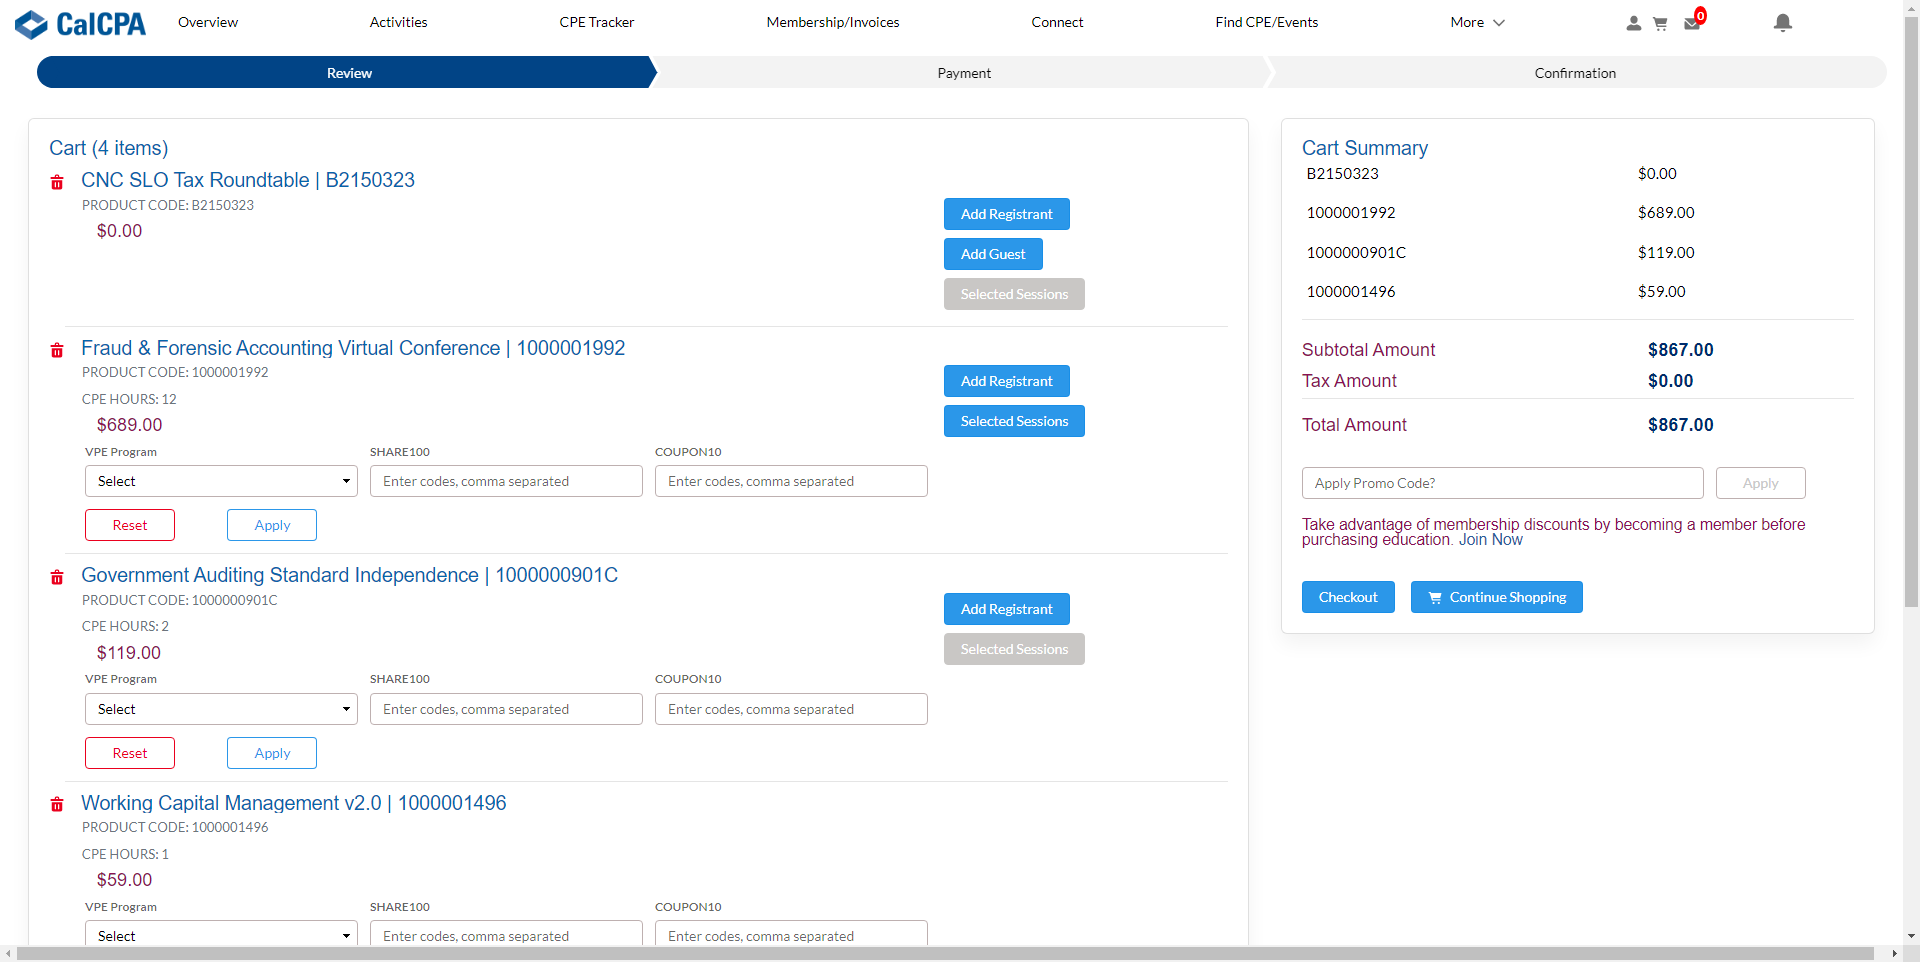 CalCPA
Overview
Activities
CPE Tracker
Membership/Invoices
Connect
Find CPE/Events
More
0
Review
Payment
Confirmation
Cart (4 items)
CNC SLO Tax Roundtable | B2150323
PRODUCT CODE: B2150323
$0.00
Add Registrant
Add Guest
Selected Sessions
Fraud & Forensic Accounting Virtual Conference | 1000001992
PRODUCT CODE: 1000001992
CPE HOURS: 12
$689.00
Add Registrant
Selected Sessions
VPE Program
SHARE100
COUPON10
Select
Enter codes, comma separated
Enter codes, comma separated
Reset
Apply
Government Auditing Standard Independence | 1000000901C
PRODUCT CODE: 1000000901C
CPE HOURS: 2
$119.00
Add Registrant
Selected Sessions
VPE Program
SHARE100
COUPON10
Select
Enter codes, comma separated
Enter codes, comma separated
Reset
Apply
Working Capital Management v2.0 | 1000001496
PRODUCT CODE: 1000001496
CPE HOURS: 1
$59.00
VPE Program
SHARE100
COUPON10
Select
Enter codes, comma separated
Enter codes, comma separated
Cart Summary
B2150323 $0.00
1000001992 $689.00
1000000901C $119.00
1000001496 $59.00
Subtotal Amount $867.00
Tax Amount $0.00
Total Amount $867.00
Apply Promo Code?
Apply
Take advantage of membership discounts by becoming a member before
purchasing education. Join Now
Checkout
Continue Shopping